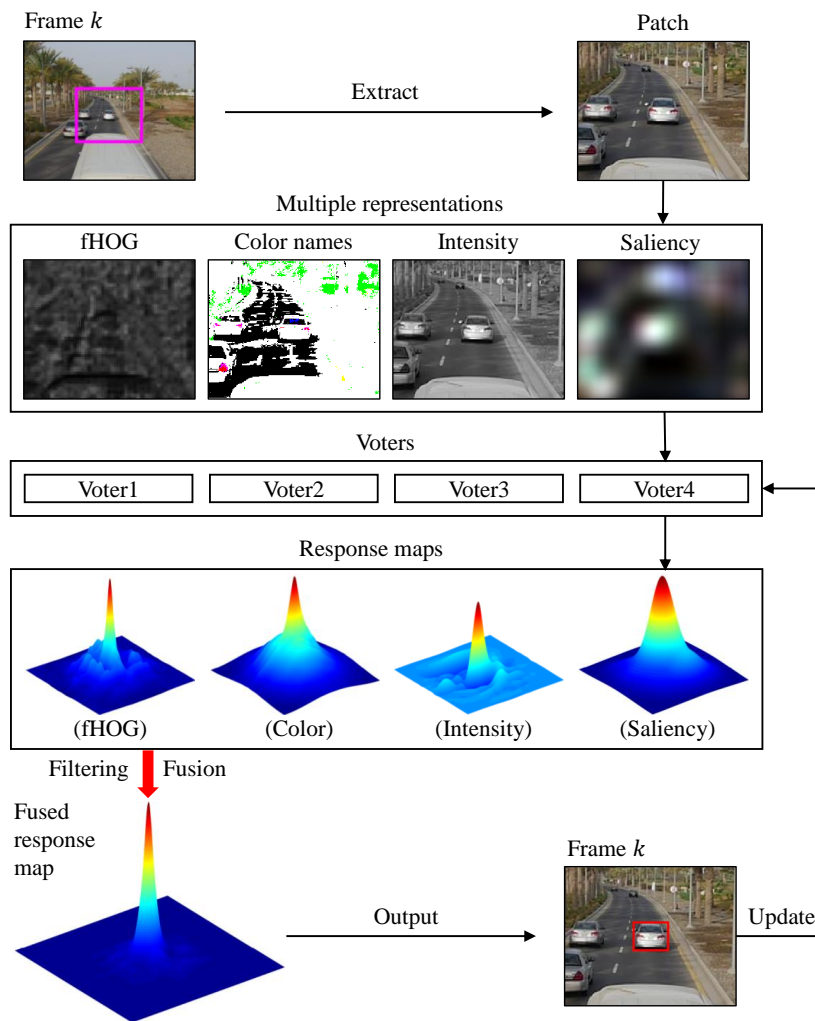 Frame k
Patch
Extract
Multiple representations
fHOG
Color names
Intensity
Saliency
Voters
Voter1
Voter2
Voter3
Voter4
Response maps
(fHOG)
(Color)
(Intensity)
(Saliency)
Filtering
Fusion
Fused
response
map
Frame k
Output
Update